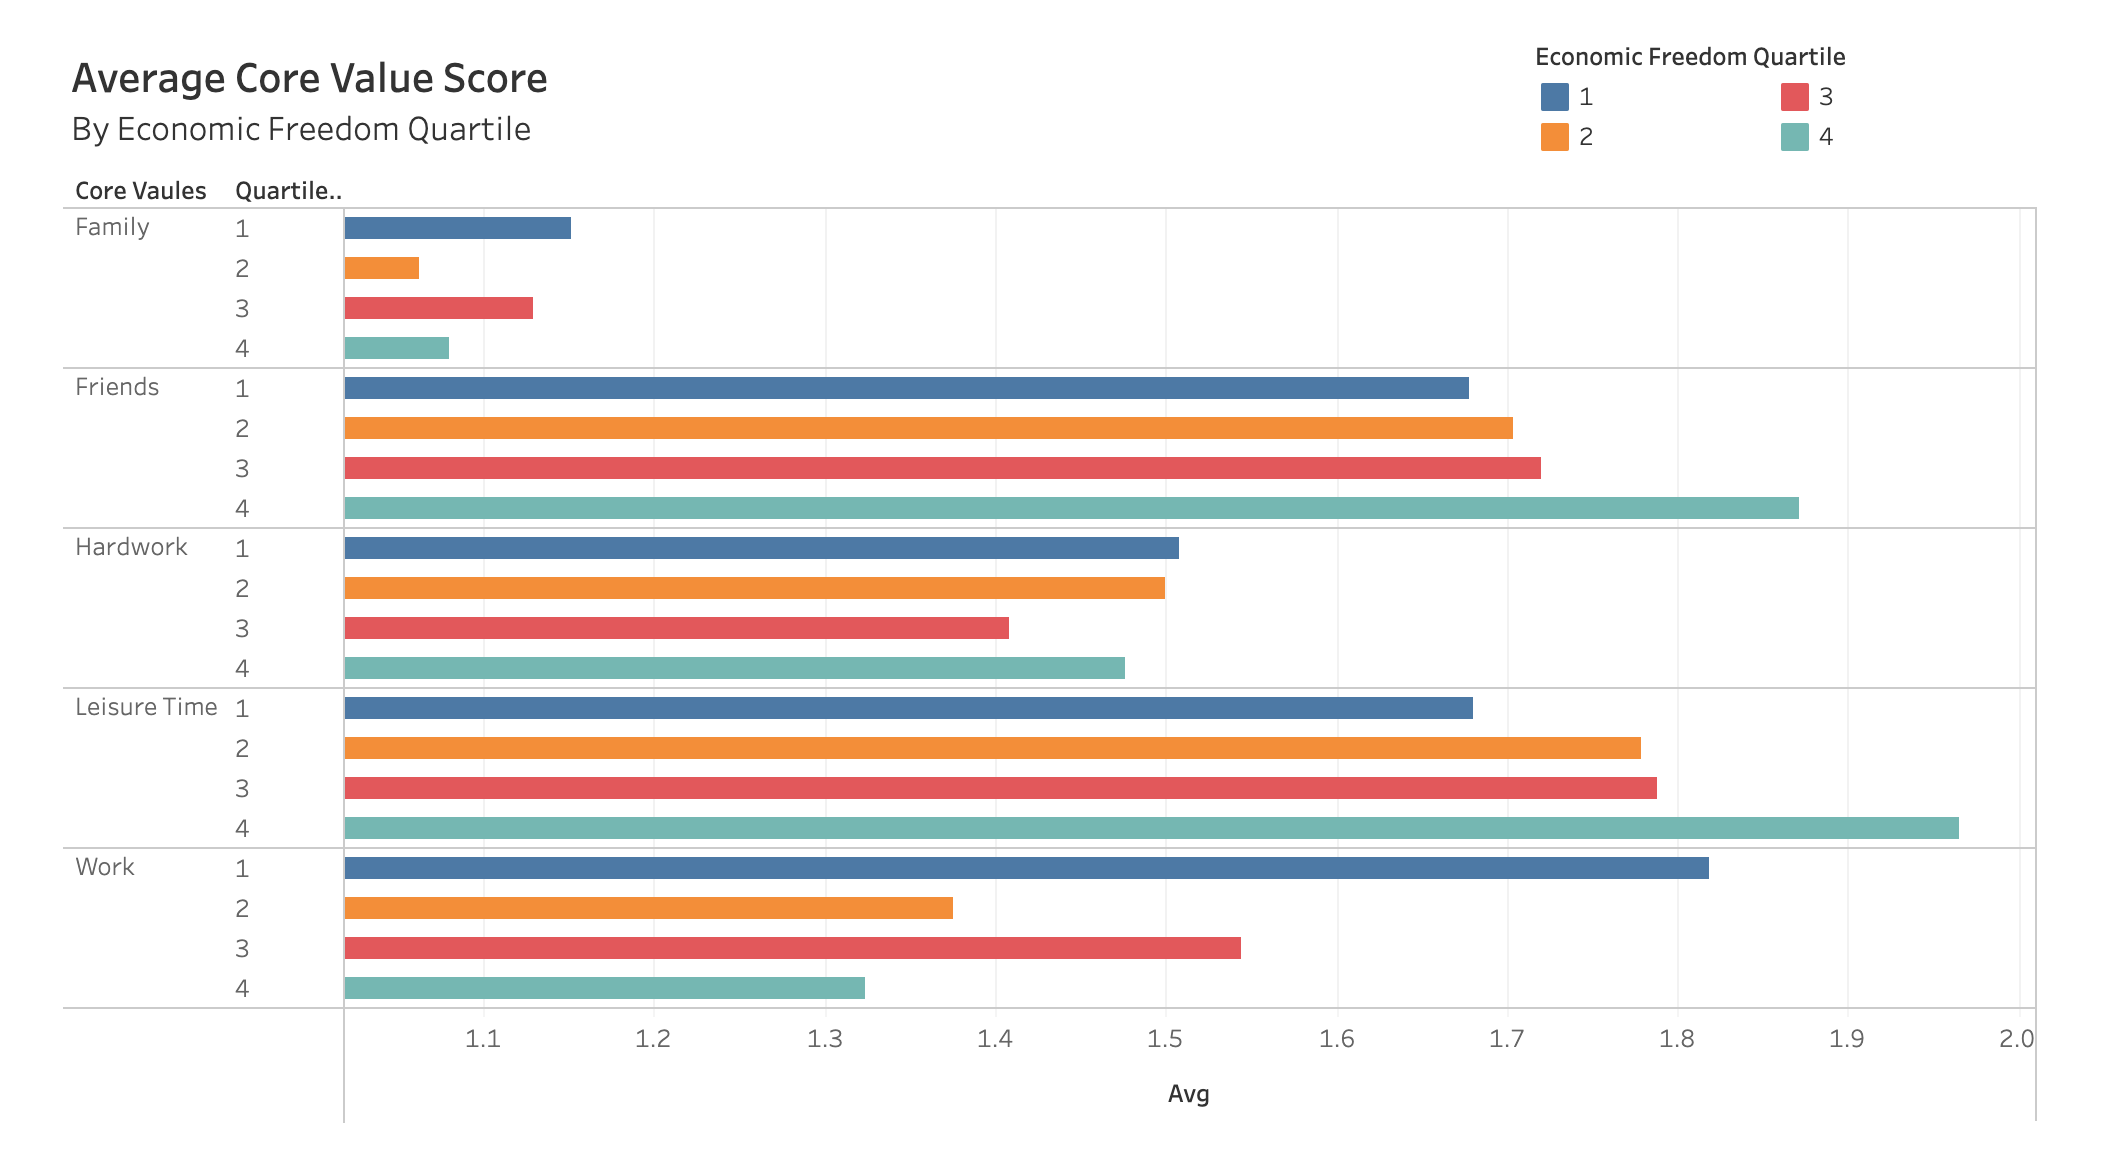 Average Core Value Score
By Economic Freedom Quartile
Economic Freedom Quartile
1 3
2 4
Core Vaules Quartile..
Family 1
2
3
4
Friends 1
2
3
4
Hardwork 1
2
3
4
Leisure Time 1
2
3
4
Work 1
2
3
4
1.1 1.2 1.3 1.4 1.5 1.6 1.7 1.8 1.9 2.0
Avg